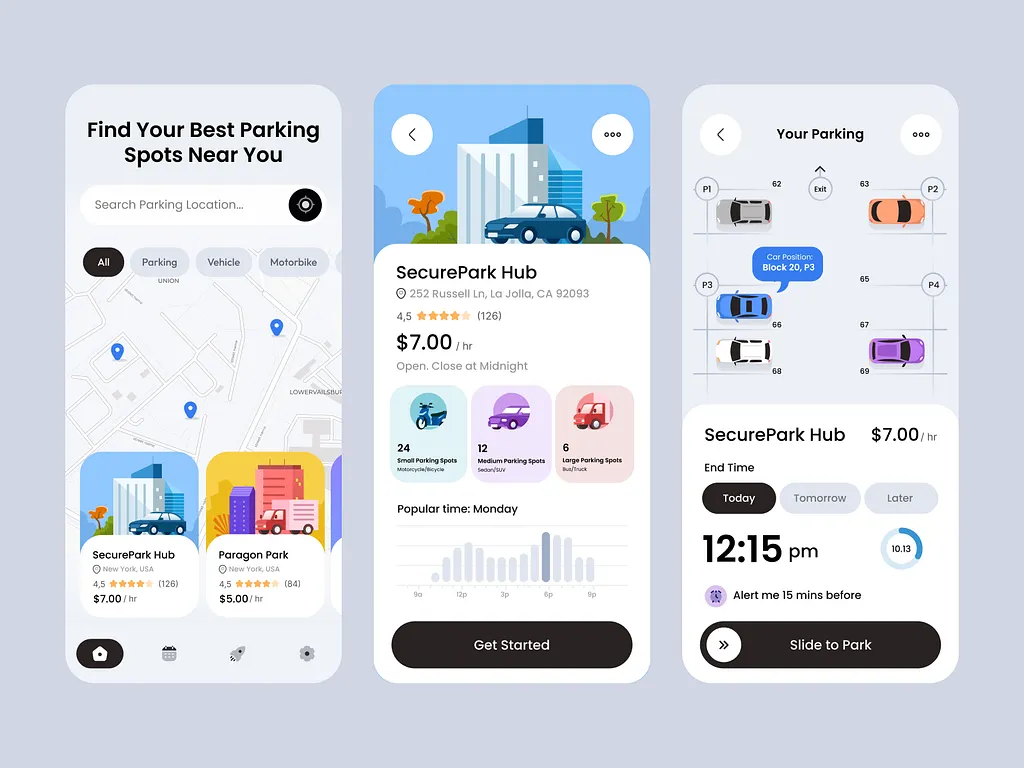 Find Your Best Parking
Spots Near You
Search Parking Location...
All
Parking
Vehicle
Motorbike
UNION
LOWERVAILSBUR
SecurePark Hub
New York, USA
4,5 (126)
$7.00 / hr
Paragon Park
New York, USA
4,5 (84)
$5.00 / hr
SecurePark Hub
252 Russell Ln, La Jolla, CA 92093
4,5 (126)
$7.00 / hr
Open. Close at Midnight
24
Small Parking Spots
Motorcycle/Bicycle
12
Medium Parking Spots
Sedan/SUV
6
Large Parking Spots
Bus/Truck
Popular time: Monday
9a 12p 3p 6p 9p
Get Started
Your Parking
P1
62
Exit
63
P2
Car Position:
Block 20, P3
P3
65
P4
66
67
68
69
SecurePark Hub
$7.00 / hr
End Time
Today
Tomorrow
Later
12:15 pm
10.13
Alert me 15 mins before
Slide to Park